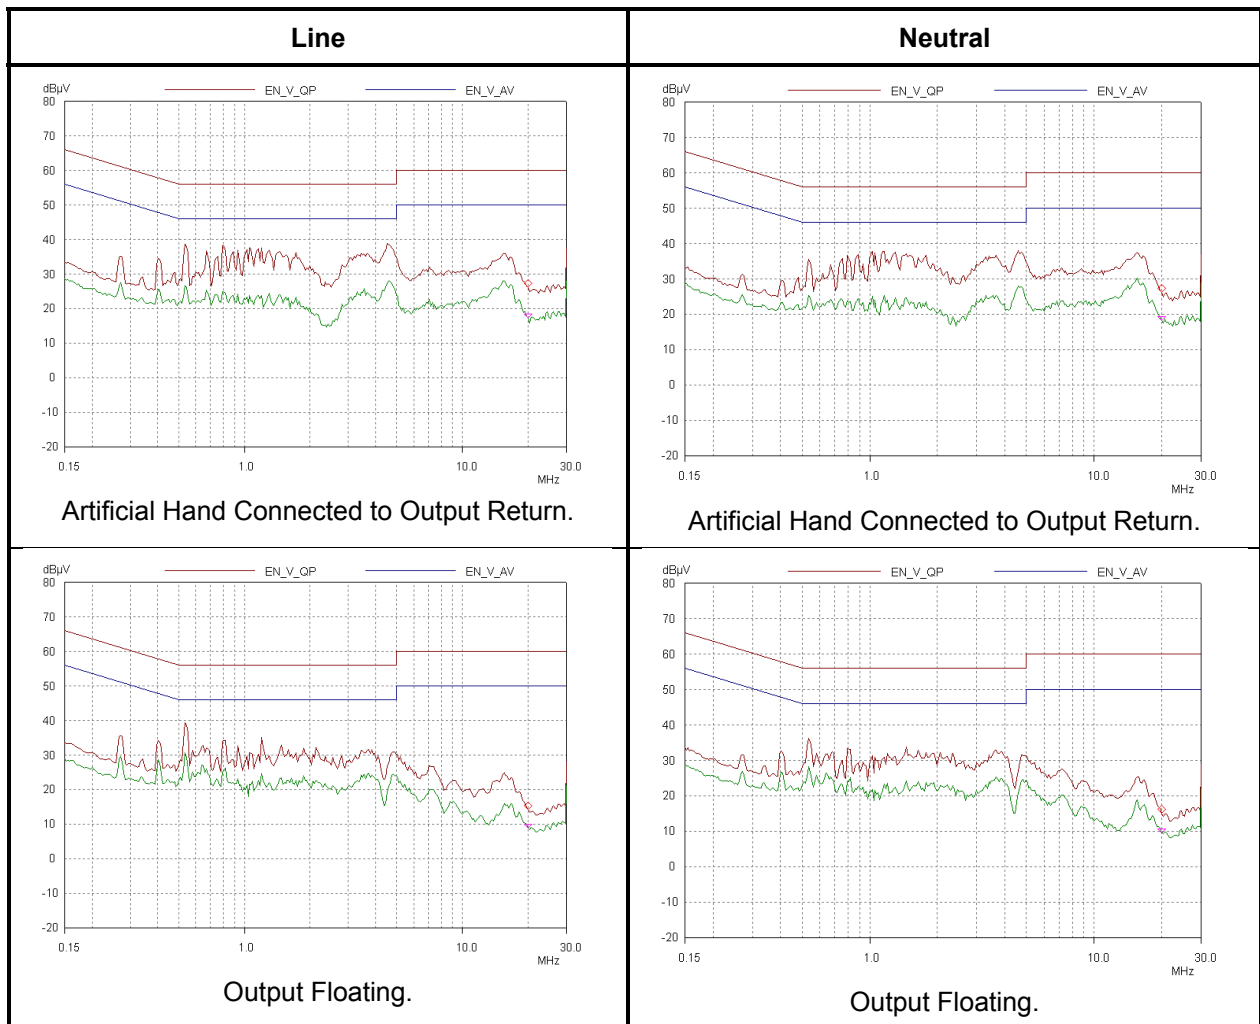 Line
Neutral
dBµV
EN_V_QP
EN_V_AV
80
70
60
50
40
30
20
10
0
-10
-20
0.15
1.0
10.0
30.0
MHz
Artificial Hand Connected to Output Return.
dBµV
EN_V_QP
EN_V_AV
80
70
60
50
40
30
20
10
0
-10
-20
0.15
1.0
10.0
30.0
MHz
Artificial Hand Connected to Output Return.
dBµV
EN_V_QP
EN_V_AV
80
70
60
50
40
30
20
10
0
-10
-20
0.15
1.0
10.0
30.0
MHz
Output Floating.
dBµV
EN_V_QP
EN_V_AV
80
70
60
50
40
30
20
10
0
-10
-20
0.15
1.0
10.0
30.0
MHz
Output Floating.